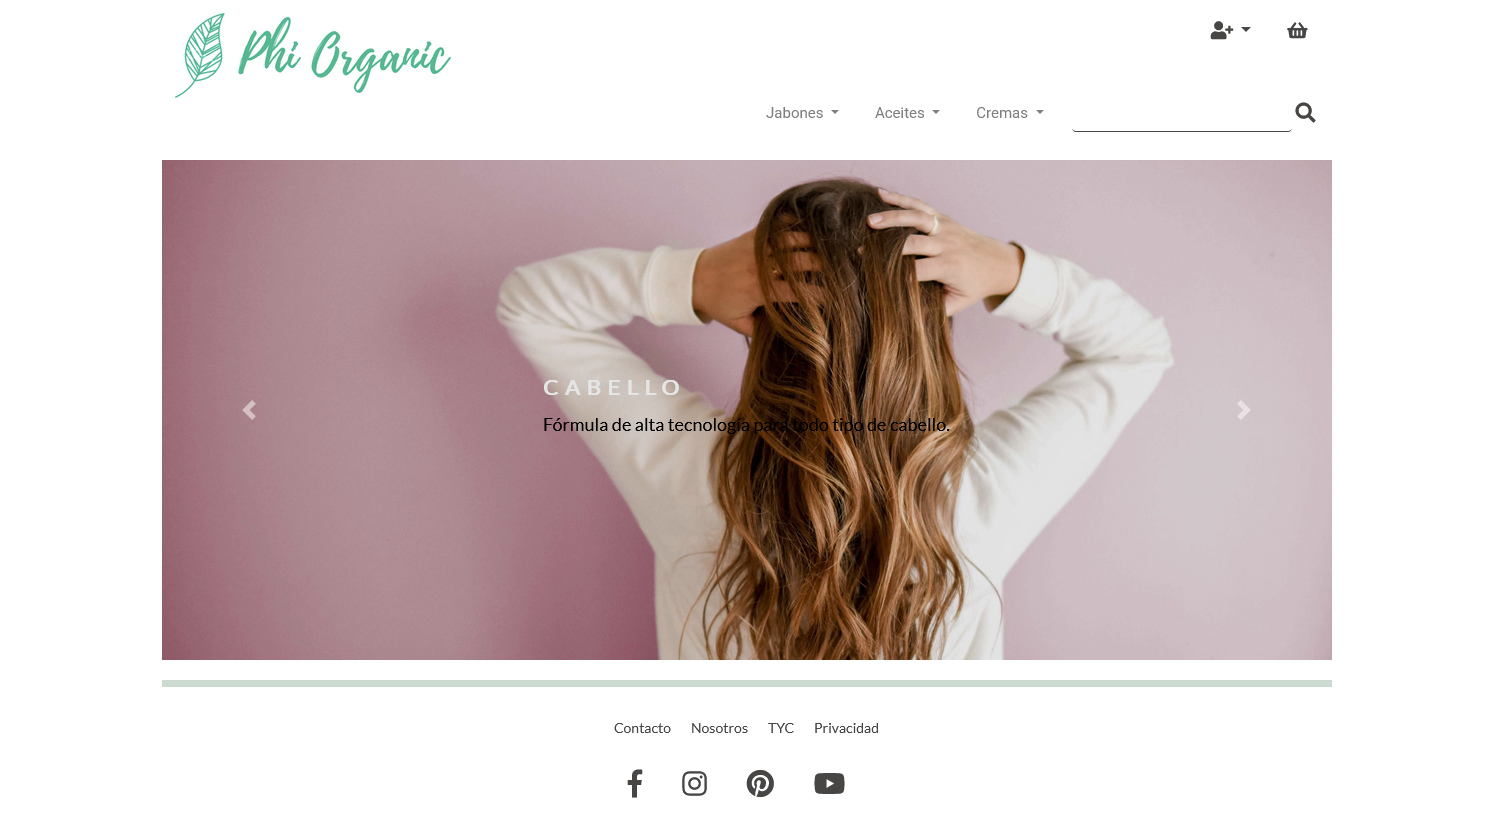 Phi Organic
Jabones
Aceites
Cremas
CABELLO
Fórmula de alta tecnología para todo tipo de cabello.
Contacto Nosotros TYC Privacidad